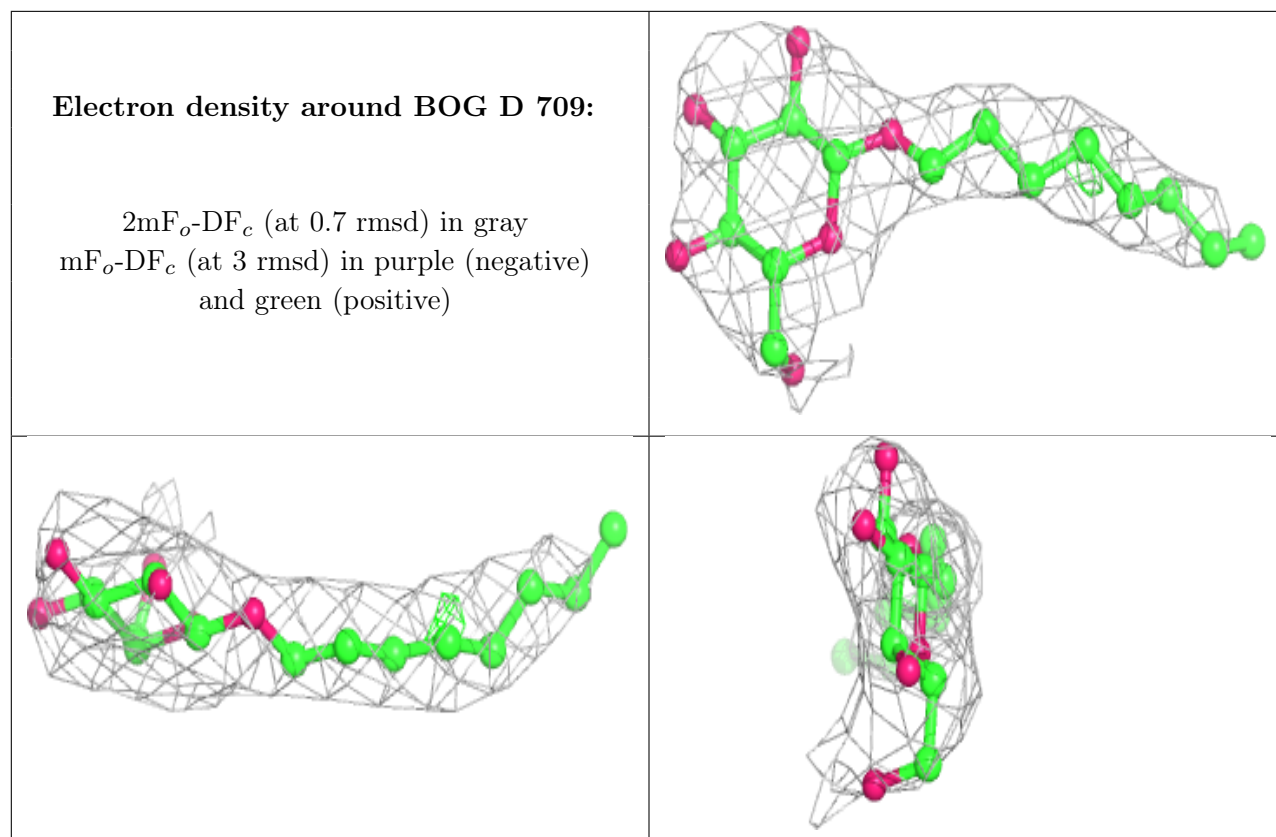 Electron density around BOG D 709:
2mFo-DFc (at 0.7 rmsd) in gray
mFo-DFc (at 3 rmsd) in purple (negative)
and green (positive)